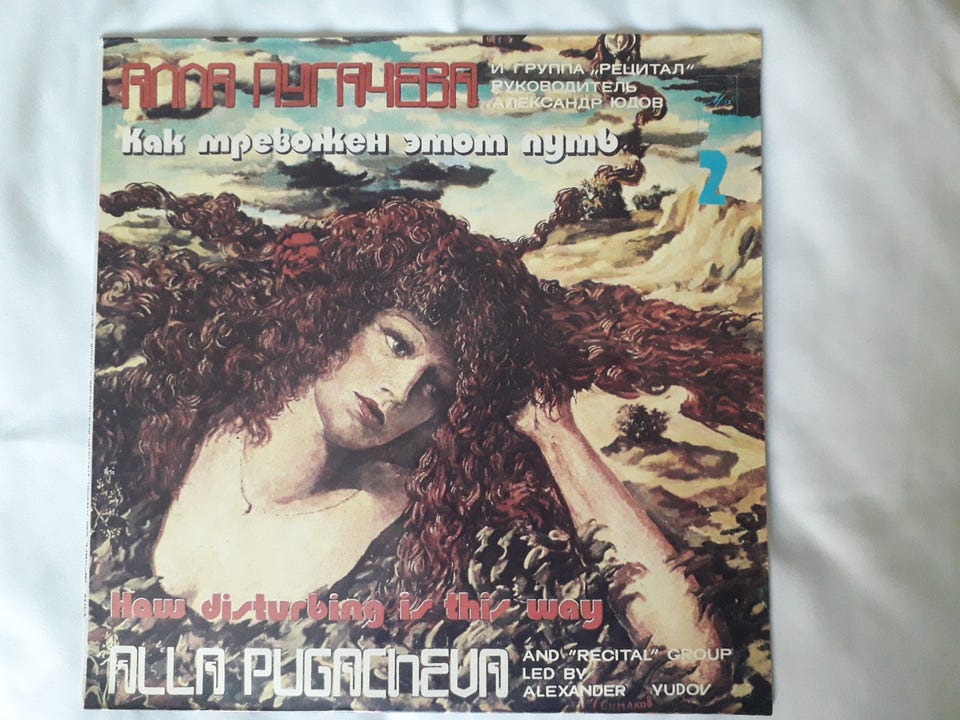 АЛЛА ПУГАЧЕВА
И ГРУППА „РЕЦИТАЛ"
РУКОВОДИТЕЛЬ
АЛЕКСАНДР ЮДОВ
Как тревожен этот путь
2
How disturbing is this way
ALLA PUGACHEVA
AND "RECITAL" GROUP
LED BY
ALEXANDER YUDOV
СИМАКОВ